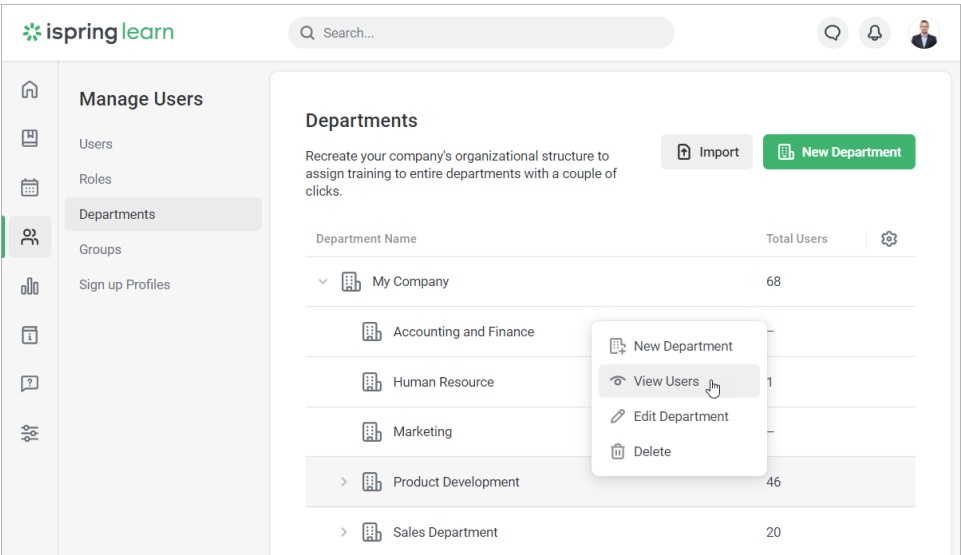 ispring learn
Search...
Manage Users
Users
Roles
Departments
Groups
Sign up Profiles
Departments
Recreate your company's organizational structure to
assign training to entire departments with a couple of
clicks.
Import
New Department
Department Name
Total Users
My Company
68
Accounting and Finance
–
Human Resource
1
Marketing
–
Product Development
46
Sales Department
20
New Department
View Users
Edit Department
Delete